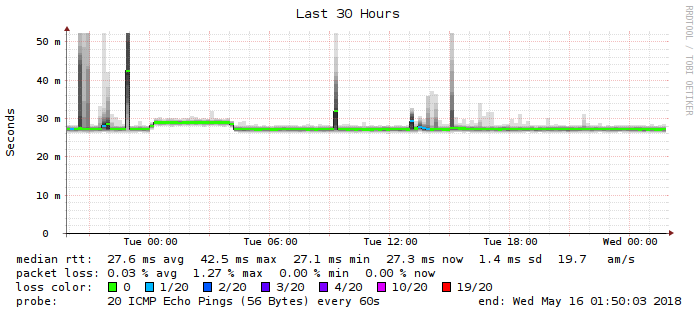 Last 30 Hours
RRDTOOL / TOBI OETIKER
Seconds
50 m
40 m
30 m
20 m
10 m
0
Tue 00:00 Tue 06:00 Tue 12:00 Tue 18:00 Wed 00:00
median rtt: 27.6 ms avg 42.5 ms max 27.1 ms min 27.3 ms now 1.4 ms sd 19.7 am/s
packet loss: 0.03 % avg 1.27 % max 0.00 % min 0.00 % now
loss color: 0 1/20 2/20 3/20 4/20 10/20 19/20
probe: 20 ICMP Echo Pings (56 Bytes) every 60s end: Wed May 16 01:50:03 2018